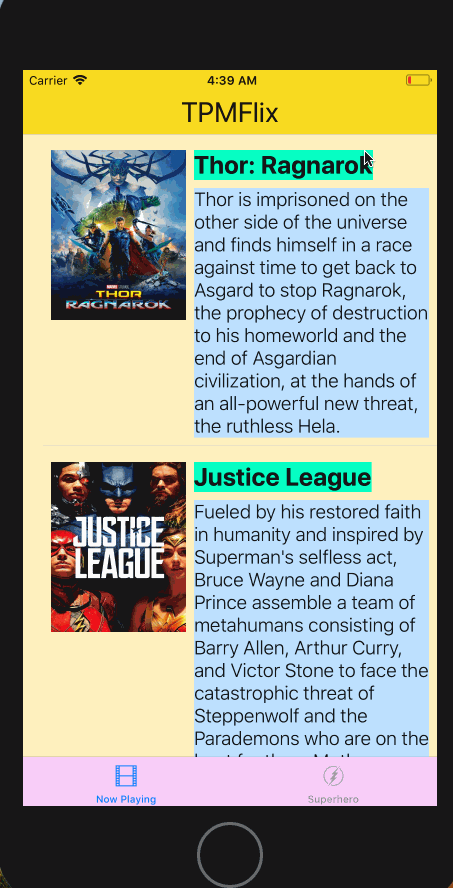 Carrier 4:39 AM
TPMFlix
Thor: Ragnarok
THOR
RAGNAROK
Thor is imprisoned on the
other side of the universe
and finds himself in a race
against time to get back to
Asgard to stop Ragnarok,
the prophecy of destruction
to his homeworld and the
end of Asgardian
civilization, at the hands of
an all-powerful new threat,
the ruthless Hela.
Justice League
JUSTICE
LEAGUE
Fueled by his restored faith
in humanity and inspired by
Superman's selfless act,
Bruce Wayne and Diana
Prince assemble a team of
metahumans consisting of
Barry Allen, Arthur Curry,
and Victor Stone to face the
catastrophic threat of
Steppenwolf and the
Parademons who are on the
Now Playing
Superhero